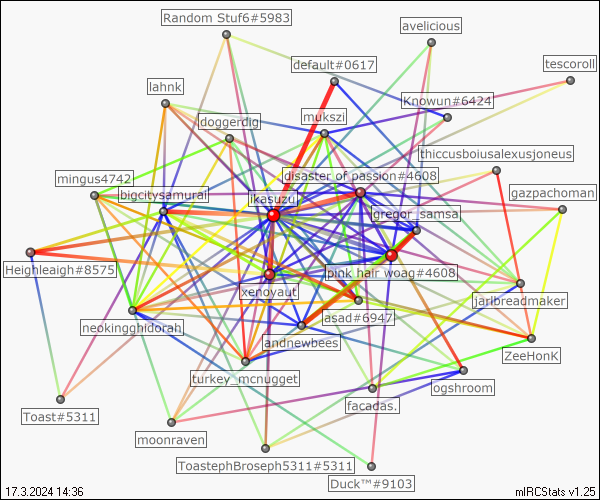 Random Stuf6#5983
avelicious
default#0617
tescoroll
lahnk
Knowun#6424
mukszi
doggerdig
thiccusboiusalexusjoneus
disaster of passion#4608
mingus4742
bigcitysamurai
ikasuzu
gazpachoman
gregor_samsa
Heighleaigh#8575
pink hair woag#4608
xenoyaut
jarlbreadmaker
asad#6947
neokingghidorah
andnewbees
ZeeHonK
turkey_mcnugget
ogshroom
facadas.
Toast#5311
moonraven
ToastephBroseph5311#5311
Duck™#9103
17.3.2024 14:36
mIRCStats v1.25